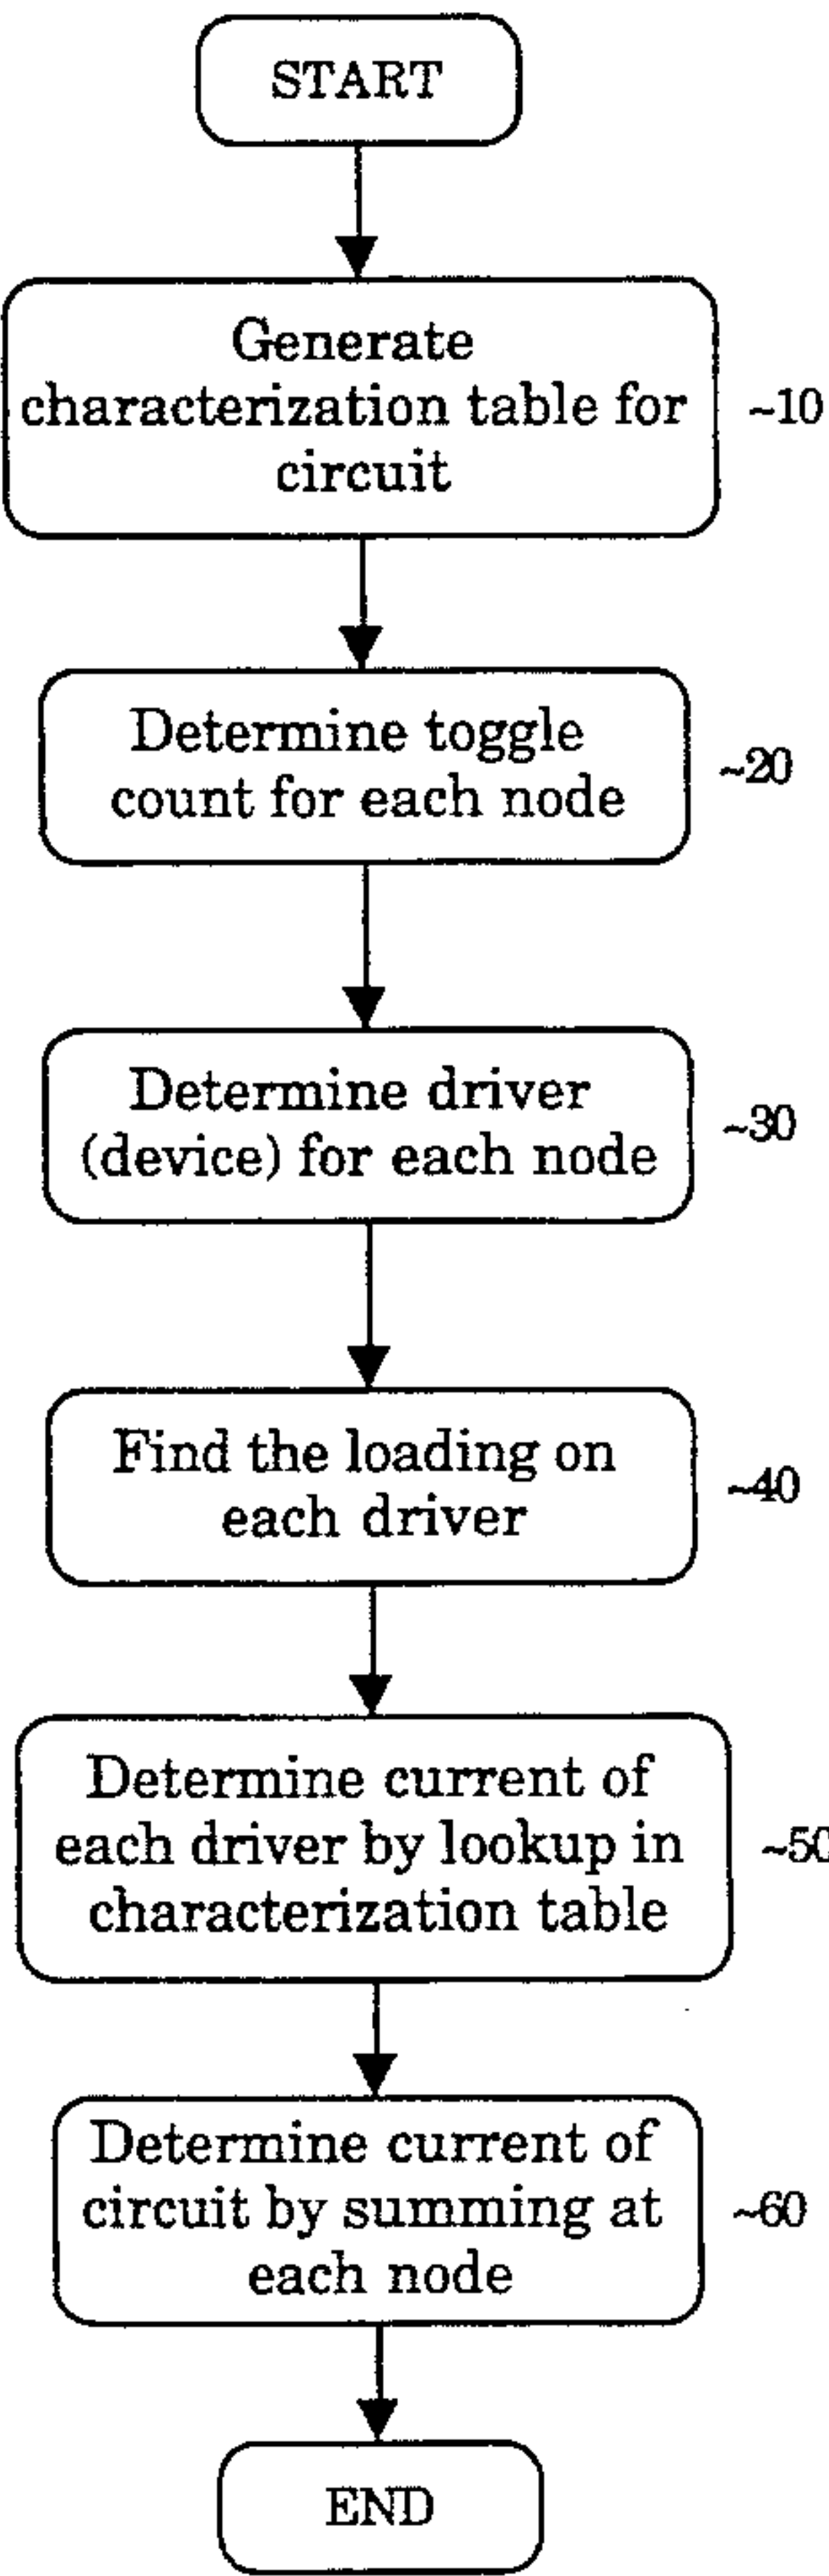 START
Generate
characterization table for
circuit
~10
Determine toggle
count for each node
~20
Determine driver
(device) for each node
~30
Find the loading on
each driver
~40
Determine current of
each driver by lookup in
characterization table
~50
Determine current of
circuit by summing at
each node
~60
END